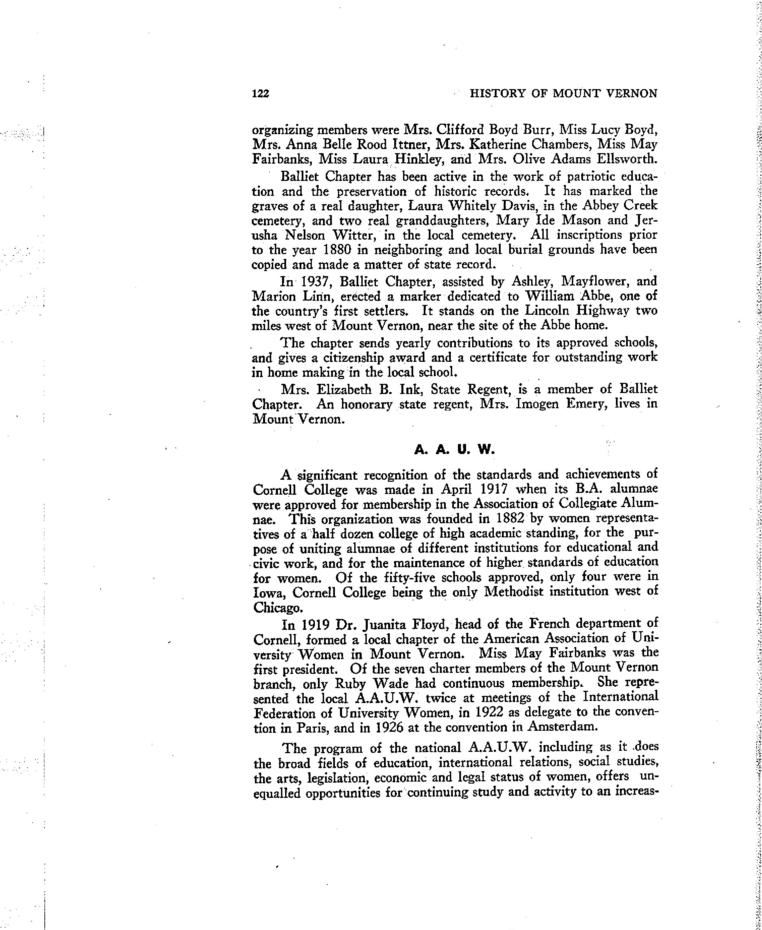 122 HISTORY OF MOUNT VERNON
organizing members were Mrs. Clifford Boyd Burr, Miss Lucy Boyd,
Mrs. Anna Belle Rood Ittner, Mrs. Katherine Chambers, Miss May
Fairbanks, Miss Laura Hinkley, and Mrs. Olive Adams Ellsworth.
Balliet Chapter has been active in the work of patriotic educa-
tion and the preservation of historic records. It has marked the
graves of a real daughter, Laura Whitely Davis, in the Abbey Creek
cemetery, and two real granddaughters, Mary Ide Mason and Jer-
usha Nelson Witter, in the local cemetery. All inscriptions prior
to the year 1880 in neighboring and local burial grounds have been
copied and made a matter of state record.
In 1937, Balliet Chapter, assisted by Ashley, Mayflower, and
Marion Linn, erected a marker dedicated to William Abbe, one of
the country's first settlers. It stands on the Lincoln Highway two
miles west of Mount Vernon, near the site of the Abbe home.
The chapter sends yearly contributions to its approved schools,
and gives a citizenship award and a certificate for outstanding work
in home making in the local school.
Mrs. Elizabeth B. Ink, State Regent, is a member of Balliet
Chapter. An honorary state regent, Mrs. Imogen Emery, lives in
Mount Vernon.
A. A. U. W.
A significant recognition of the standards and achievements of
Cornell College was made in April 1917 when its B.A. alumnae
were approved for membership in the Association of Collegiate Alum-
nae. This organization was founded in 1882 by women representa-
tives of a half dozen college of high academic standing, for the pur-
pose of uniting alumnae of different institutions for educational and
civic work, and for the maintenance of higher standards of education
for women. Of the fifty-five schools approved, only four were in
Iowa, Cornell College being the only Methodist institution west of
Chicago.
In 1919 Dr. Juanita Floyd, head of the French department of
Cornell, formed a local chapter of the American Association of Uni-
versity Women in Mount Vernon. Miss May Fairbanks was the
first president. Of the seven charter members of the Mount Vernon
branch, only Ruby Wade had continuous membership. She repre-
sented the local A.A.U.W. twice at meetings of the International
Federation of University Women, in 1922 as delegate to the conven-
tion in Paris, and in 1926 at the convention in Amsterdam.
The program of the national A.A.U.W. including as it does
the broad fields of education, international relations, social studies,
the arts, legislation, economic and legal status of women, offers un-
equalled opportunities for continuing study and activity to an increas-